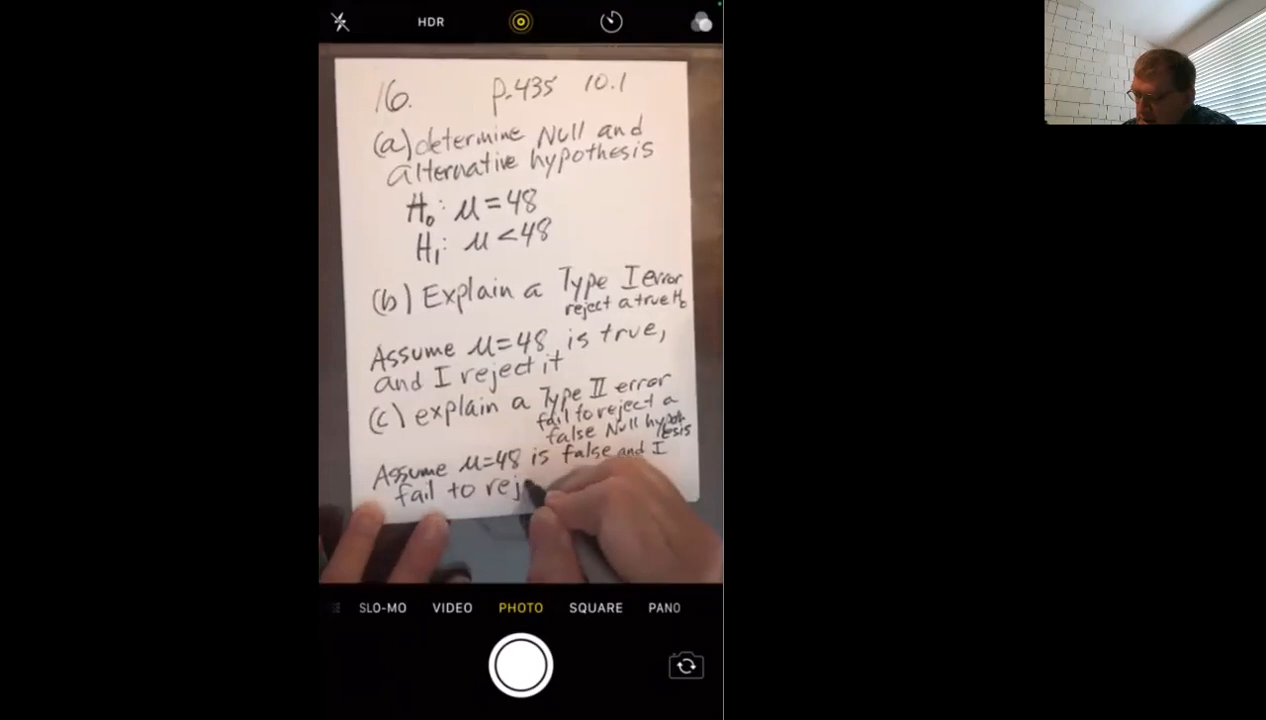 HDR
16. p.435 10.1
(a) determine Null and
alternative hypothesis
H₀: μ=48
H₁: μ<48
(b) Explain a Type I error
reject a true H₀
Assume μ=48 is true,
and I reject it
(c) explain a Type II error
fail to reject a
false Null hypoth
esis
Assume μ=48 is false and I
fail to rej
SLO-MO VIDEO PHOTO SQUARE PANO